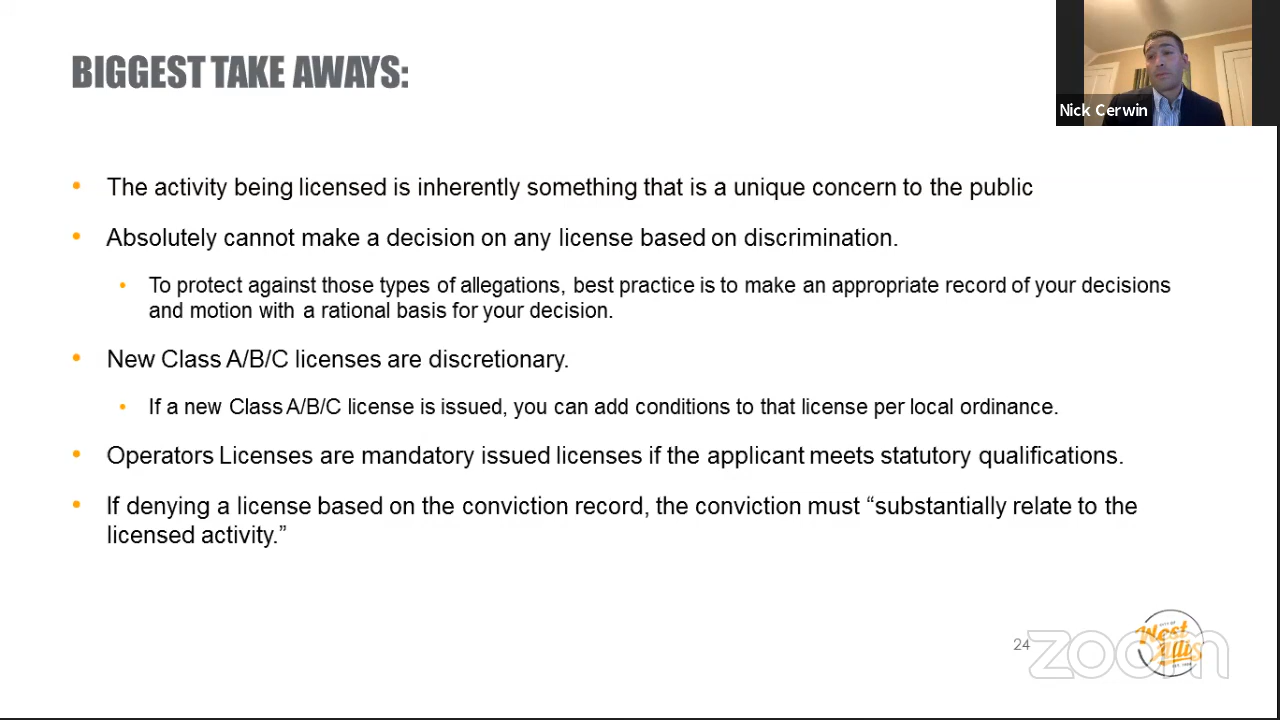 BIGGEST TAKE AWAYS:
Nick Cerwin
• The activity being licensed is inherently something that is a unique concern to the public
• Absolutely cannot make a decision on any license based on discrimination.
• To protect against those types of allegations, best practice is to make an appropriate record of your decisions
and motion with a rational basis for your decision.
• New Class A/B/C licenses are discretionary.
• If a new Class A/B/C license is issued, you can add conditions to that license per local ordinance.
• Operators Licenses are mandatory issued licenses if the applicant meets statutory qualifications.
• If denying a license based on the conviction record, the conviction must “substantially relate to the
licensed activity.”
24
zoom
CITY OF
West
Allis